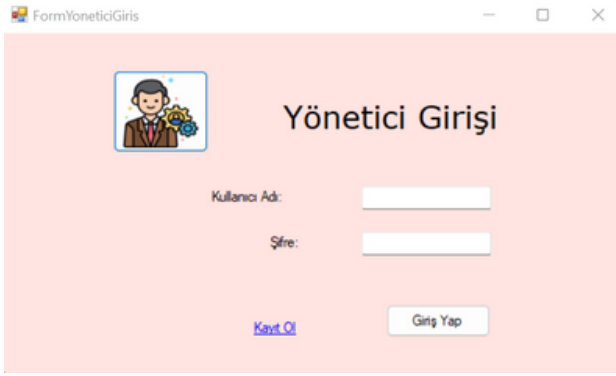 FormYoneticiGiris
Yönetici Girişi
Kullanıcı Adı:
Şifre:
Kayıt Ol
Giriş Yap